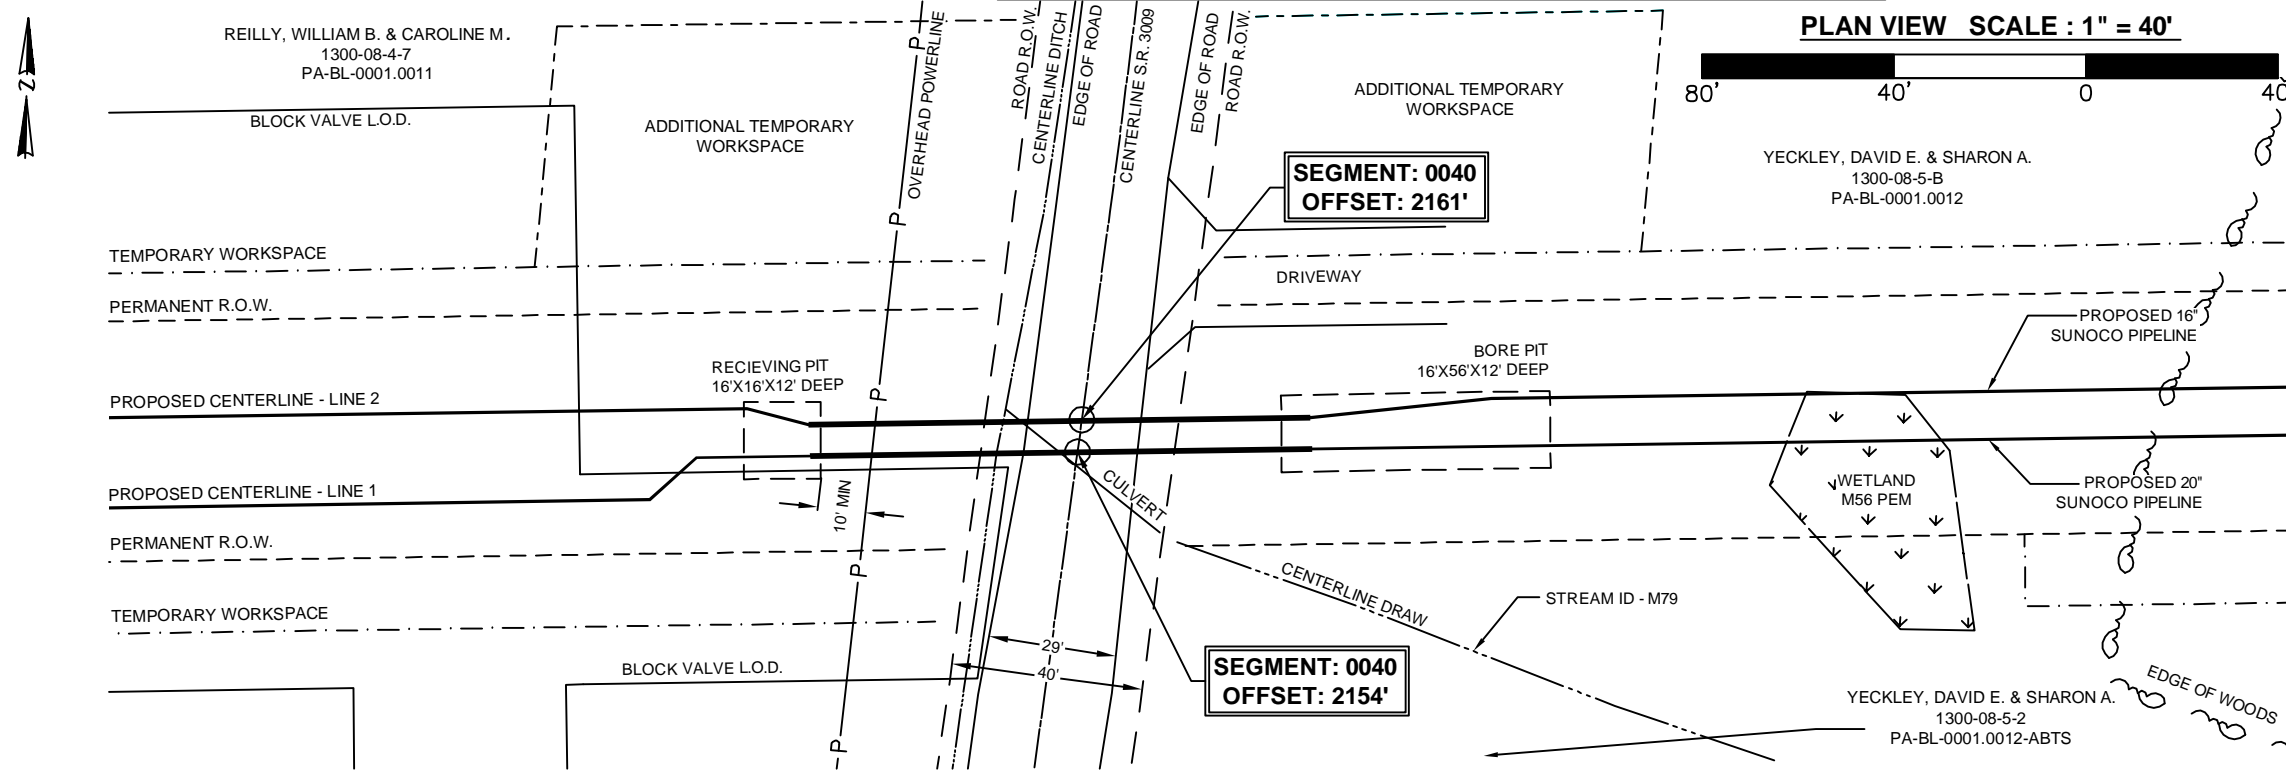 PLAN VIEW   SCALE : 1" = 40'
80'
40'
0
40
N
REILLY, WILLIAM B. & CAROLINE M.
1300-08-4-7
PA-BL-0001.0011
BLOCK VALVE L.O.D.
ADDITIONAL TEMPORARY
WORKSPACE
P
OVERHEAD POWERLINE
P
ROAD R.O.W.
CENTERLINE DITCH
EDGE OF ROAD
CENTERLINE S.R. 3009
EDGE OF ROAD
ROAD R.O.W.
ADDITIONAL TEMPORARY
WORKSPACE
SEGMENT: 0040
OFFSET: 2161'
YECKLEY, DAVID E. & SHARON A.
1300-08-5-B
PA-BL-0001.0012
TEMPORARY WORKSPACE
DRIVEWAY
PERMANENT R.O.W.
PROPOSED 16"
SUNOCO PIPELINE
RECIEVING PIT
16'X16'X12' DEEP
P
BORE PIT
16'X56'X12' DEEP
PROPOSED CENTERLINE - LINE 2
PROPOSED CENTERLINE - LINE 1
10' MIN
CULVERT
WETLAND
M56 PEM
PROPOSED 20"
SUNOCO PIPELINE
PERMANENT R.O.W.
P
CENTERLINE DRAW
STREAM ID - M79
TEMPORARY WORKSPACE
29'
40'
BLOCK VALVE L.O.D.
SEGMENT: 0040
OFFSET: 2154'
P
YECKLEY, DAVID E. & SHARON A.
1300-08-5-2
PA-BL-0001.0012-ABTS
EDGE OF WOODS